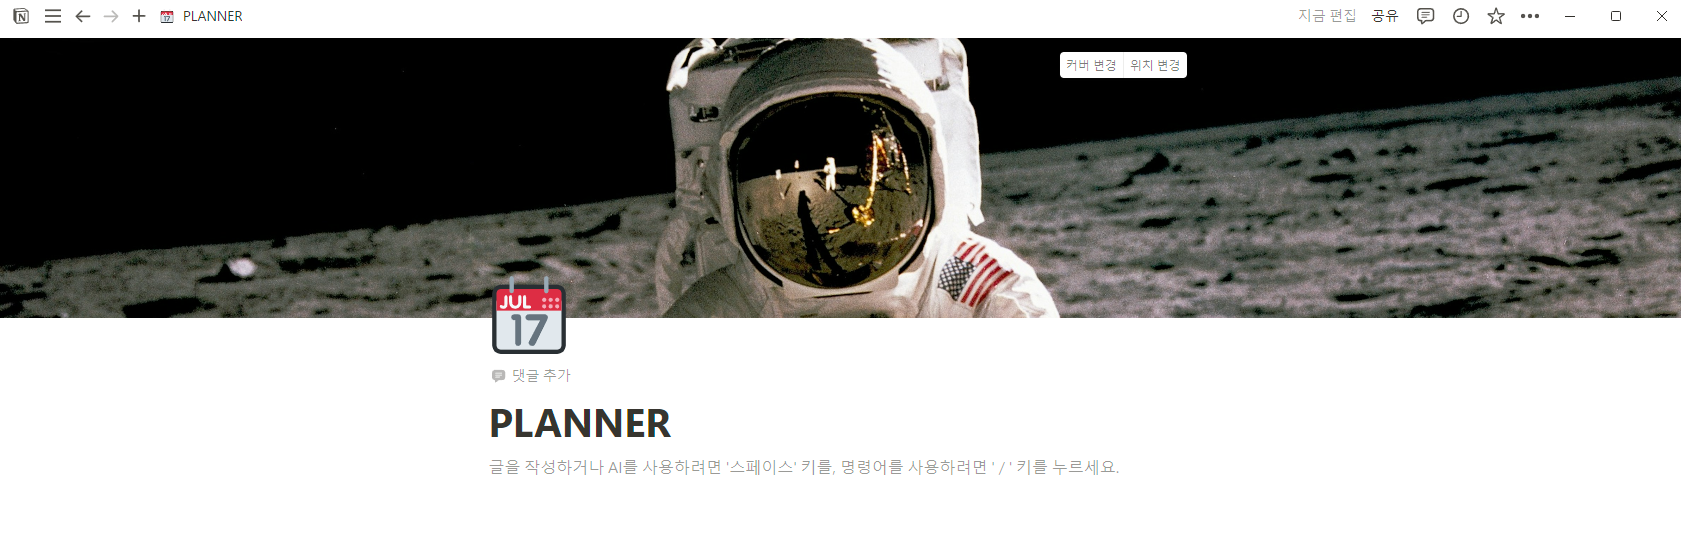 PLANNER
지금 편집
공유
커버 변경
위치 변경
JUL
17
댓글 추가
PLANNER
글을 작성하거나 AI를 사용하려면 '스페이스' 키를, 명령어를 사용하려면 ' / ' 키를 누르세요.